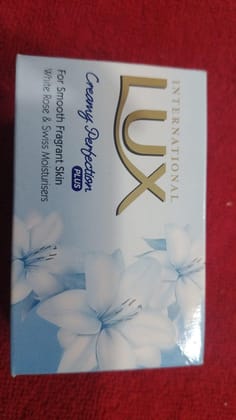 INTERNATIONAL
LUX
Creamy Perfection
PLUS
For Smooth Fragrant Skin
White Rose & Swiss Moisturisers